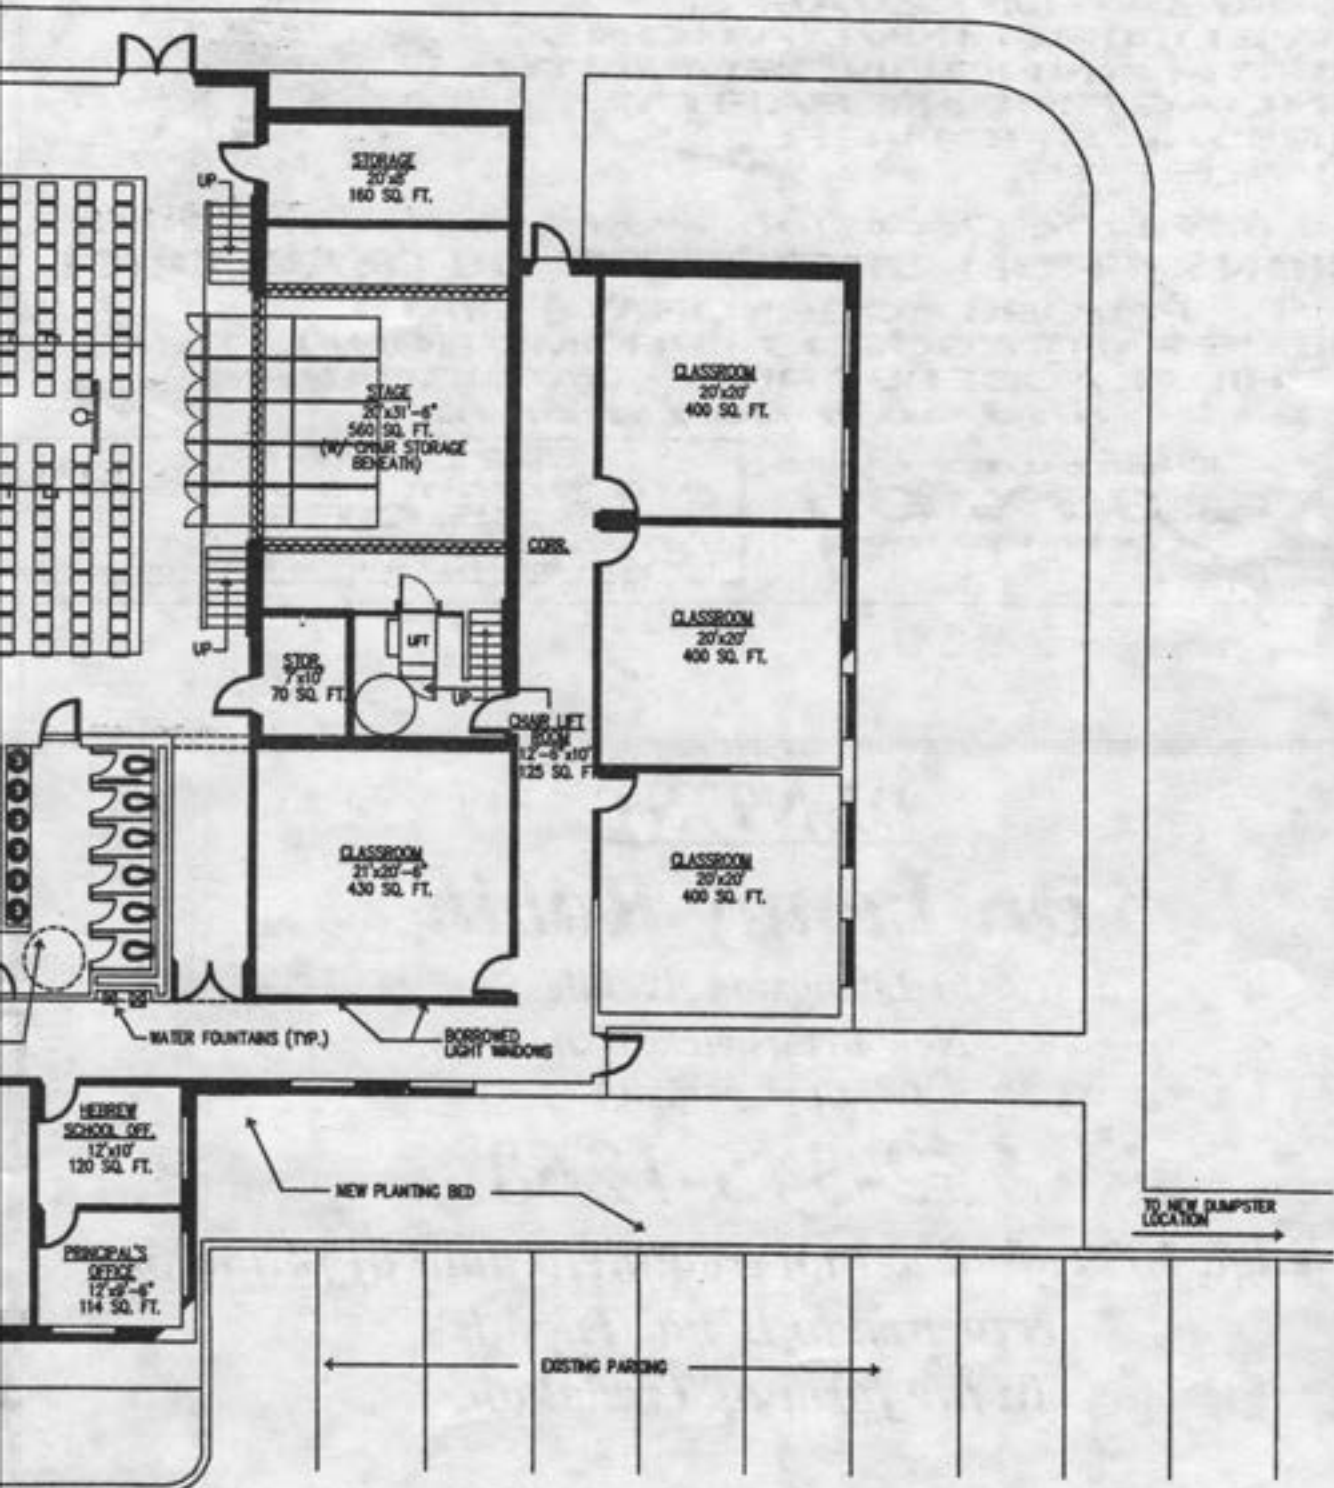 STORAGE
20'x8'
160 SQ. FT.
UP
CLASSROOM
20'x20'
400 SQ. FT.
STAGE
20'x31'-6"
560 SQ. FT.
(W/ CHAIR STORAGE
BENEATH)
CORR.
CLASSROOM
20'x20'
400 SQ. FT.
LIFT
UP
STOR.
7'x10'
70 SQ. FT.
UP
CHAIR LIFT
ROOM
12'-6"x10'
125 SQ. FT.
CLASSROOM
21'x20'-6"
430 SQ. FT.
CLASSROOM
20'x20'
400 SQ. FT.
WATER FOUNTAINS (TYP.)
BORROWED
LIGHT WINDOWS
HEBREW
SCHOOL OFF.
12'x10'
120 SQ. FT.
NEW PLANTING BED
TO NEW DUMPSTER
LOCATION
PRINCIPAL'S
OFFICE
12'x9'-6"
114 SQ. FT.
EXISTING PARKING